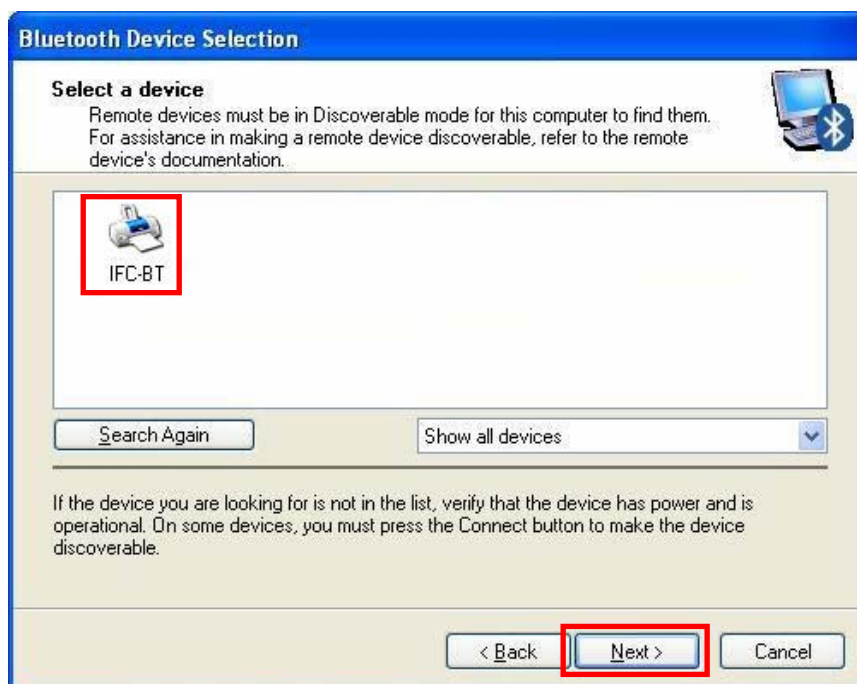 Bluetooth Device Selection
Select a device
Remote devices must be in Discoverable mode for this computer to find them.
For assistance in making a remote device discoverable, refer to the remote
device's documentation.
IFC-BT
Search Again
Show all devices
If the device you are looking for is not in the list, verify that the device has power and is
operational. On some devices, you must press the Connect button to make the device
discoverable.
< Back
Next >
Cancel